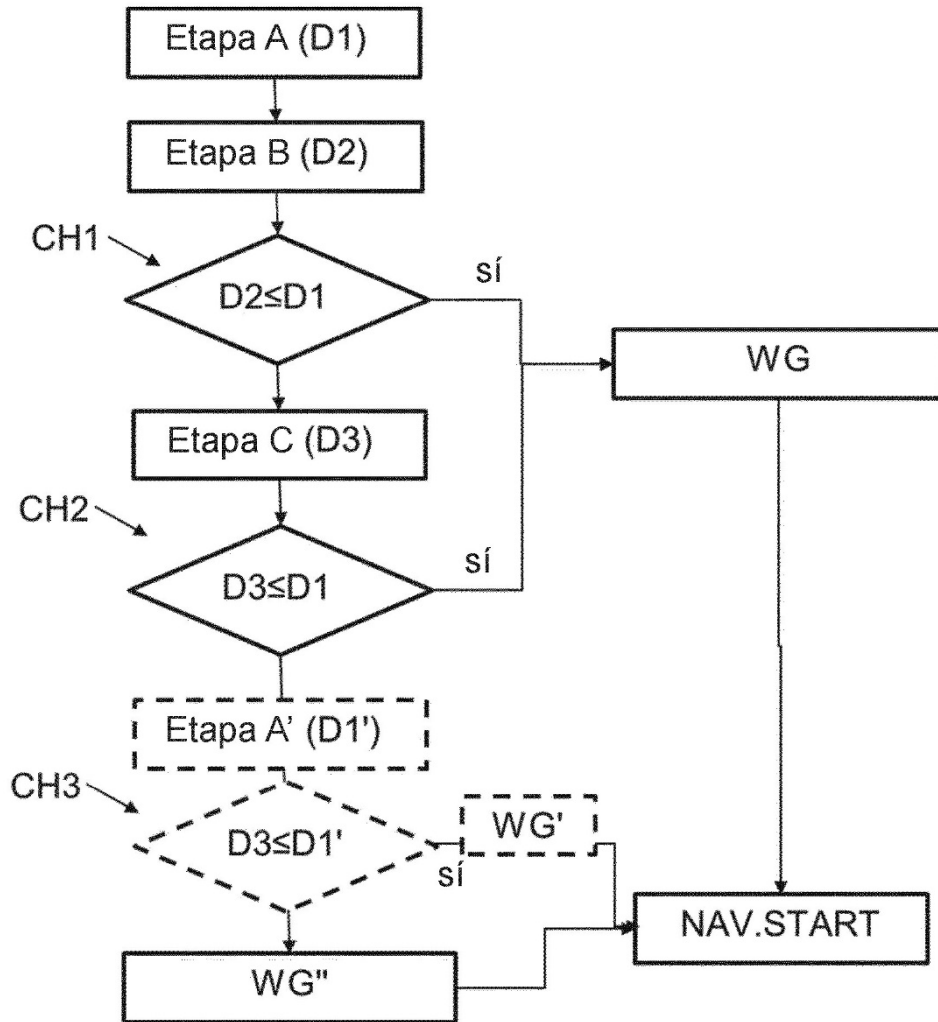 Etapa A (D1)
Etapa B (D2)
CH1
D2≤D1
sí
WG
Etapa C (D3)
CH2
D3≤D1
sí
Etapa A’ (D1')
CH3
D3≤D1'
sí
WG'
NAV.START
WG"